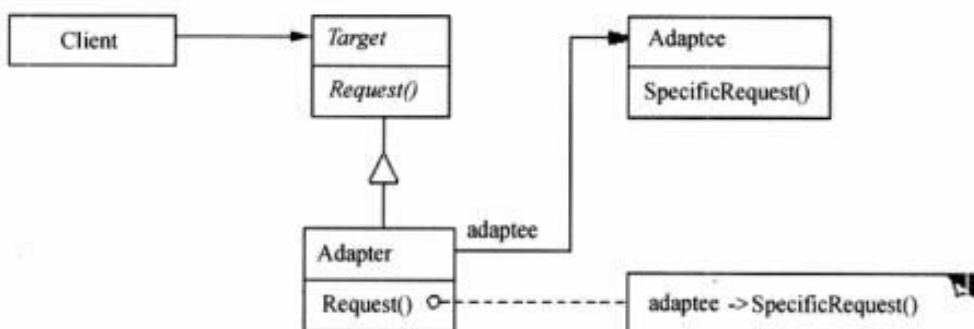 Client
Target
Request()
Adaptee
SpecificRequest()
adaptee
Adapter
Request()
adaptee ->SpecificRequest()